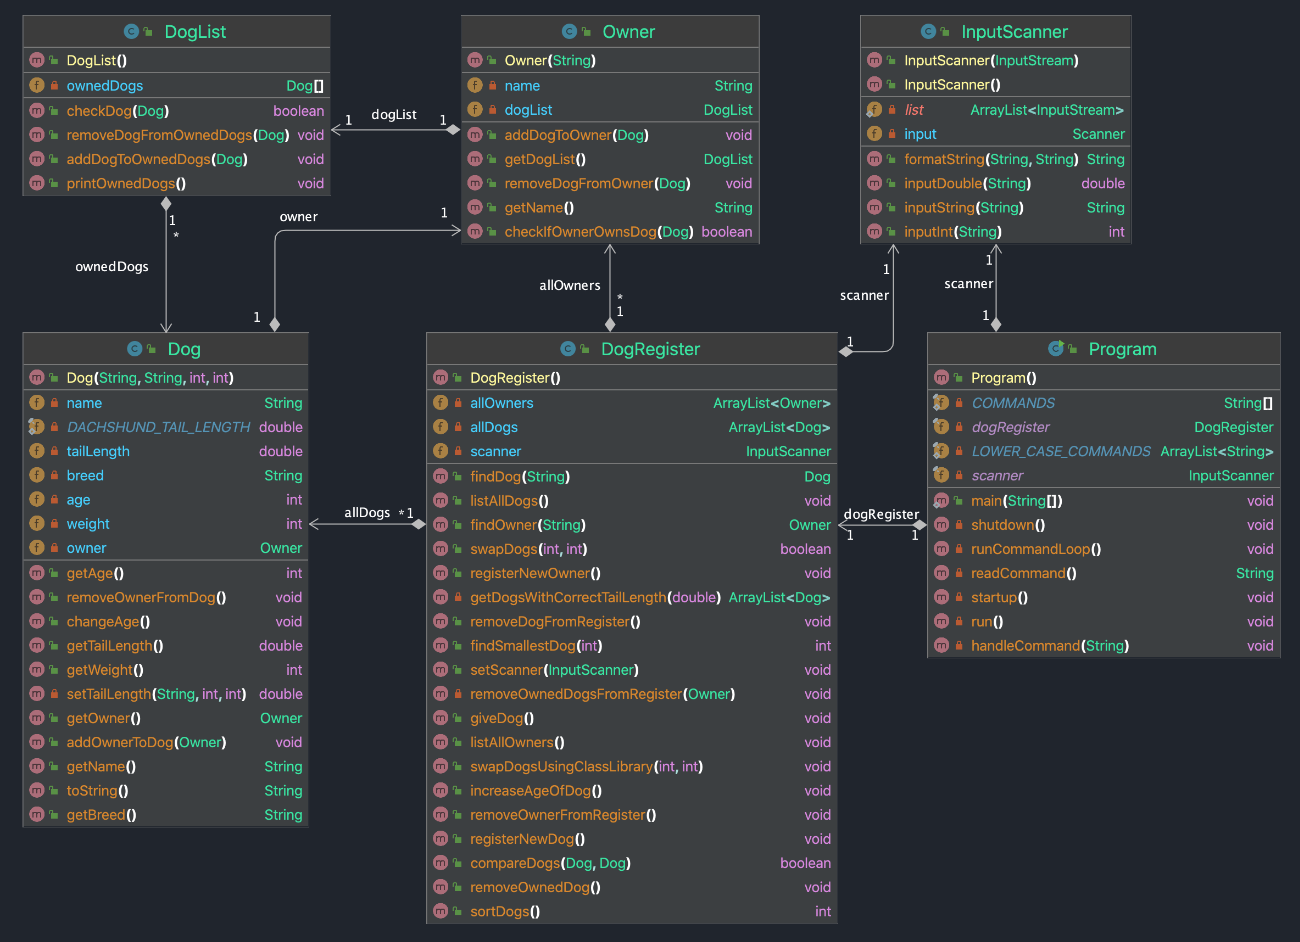 DogList
DogList()
ownedDogs Dog[]
checkDog(Dog) boolean
removeDogFromOwnedDogs(Dog) void
addDogToOwnedDogs(Dog) void
printOwnedDogs() void
Owner
Owner(String)
name String
dogList DogList
addDogToOwner(Dog) void
getDogList() DogList
removeDogFromOwner(Dog) void
getName() String
checkIfOwnerOwnsDog(Dog) boolean
InputScanner
InputScanner(InputStream)
InputScanner()
list ArrayList<InputStream>
input Scanner
formatString(String, String) String
inputDouble(String) double
inputString(String) String
inputInt(String) int
1 dogList 1
1
*
ownedDogs
owner 1
1
allOwners
*
1
scanner
1
1
scanner
1
1
Dog
Dog(String, String, int, int)
name String
DACHSHUND_TAIL_LENGTH double
tailLength double
breed String
age int
weight int
owner Owner
getAge() int
removeOwnerFromDog() void
changeAge() void
getTailLength() double
getWeight() int
setTailLength(String, int, int) double
getOwner() Owner
addOwnerToDog(Owner) void
getName() String
toString() String
getBreed() String
allDogs *1
DogRegister
DogRegister()
allOwners ArrayList<Owner>
allDogs ArrayList<Dog>
scanner InputScanner
findDog(String) Dog
listAllDogs() void
findOwner(String) Owner
swapDogs(int, int) boolean
registerNewOwner() void
getDogsWithCorrectTailLength(double) ArrayList<Dog>
removeDogFromRegister() void
findSmallestDog(int) int
setScanner(InputScanner) void
removeOwnedDogsFromRegister(Owner) void
giveDog() void
listAllOwners() void
swapDogsUsingClassLibrary(int, int) void
increaseAgeOfDog() void
removeOwnerFromRegister() void
registerNewDog() void
compareDogs(Dog, Dog) boolean
removeOwnedDog() void
sortDogs() int
dogRegister
1 1
Program
Program()
COMMANDS String[]
dogRegister DogRegister
LOWER_CASE_COMMANDS ArrayList<String>
scanner InputScanner
main(String[]) void
shutdown() void
runCommandLoop() void
readCommand() String
startup() void
run() void
handleCommand(String) void